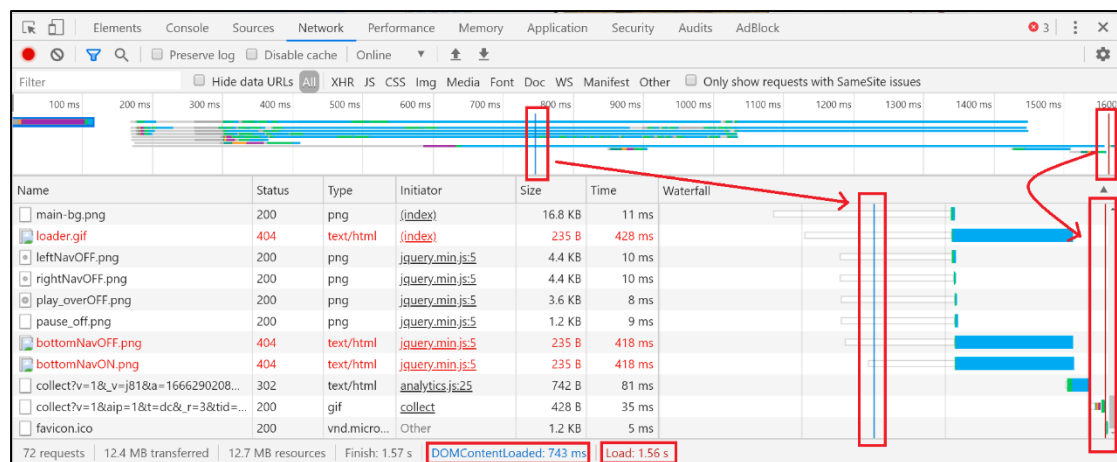 Elements Console Sources Network Performance Memory Application Security Audits AdBlock 3
Preserve log Disable cache Online
Filter Hide data URLs All XHR JS CSS Img Media Font Doc WS Manifest Other Only show requests with SameSite issues
100 ms 200 ms 300 ms 400 ms 500 ms 600 ms 700 ms 800 ms 900 ms 1000 ms 1100 ms 1200 ms 1300 ms 1400 ms 1500 ms 1600
Name Status Type Initiator Size Time Waterfall
main-bg.png 200 png (index) 16.8 KB 11 ms
loader.gif 404 text/html (index) 235 B 428 ms
leftNavOFF.png 200 png jquery.min.js:5 4.4 KB 10 ms
rightNavOFF.png 200 png jquery.min.js:5 4.4 KB 10 ms
play_overOFF.png 200 png jquery.min.js:5 3.6 KB 8 ms
pause_off.png 200 png jquery.min.js:5 1.2 KB 9 ms
bottomNavOFF.png 404 text/html jquery.min.js:5 235 B 418 ms
bottomNavON.png 404 text/html jquery.min.js:5 235 B 418 ms
collect?v=1&_v=j81&a=1666290208... 302 text/html analytics.js:25 742 B 81 ms
collect?v=1&aip=1&t=dc&_r=3&tid=... 200 gif collect 428 B 35 ms
favicon.ico 200 vnd.micro... Other 1.2 KB 5 ms
72 requests 12.4 MB transferred 12.7 MB resources Finish: 1.57 s DOMContentLoaded: 743 ms Load: 1.56 s